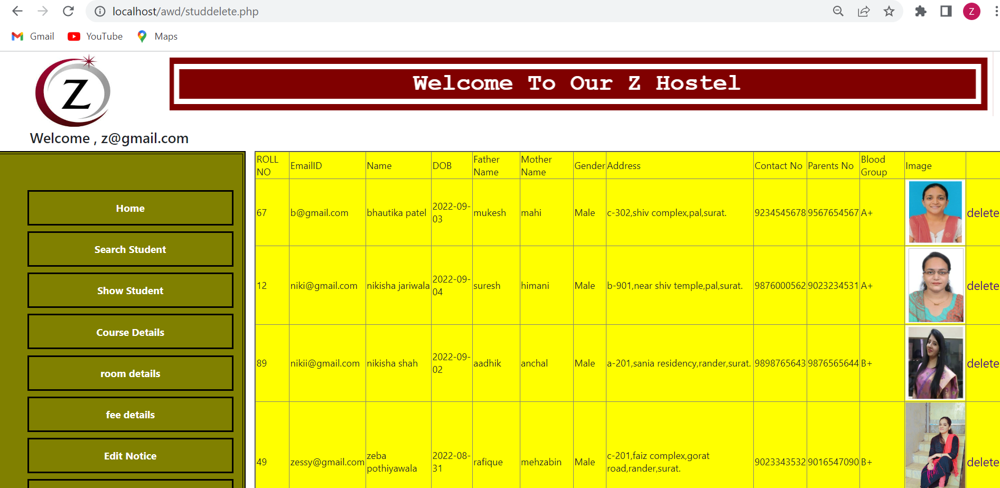 localhost/awd/studdelete.php
Z
Gmail YouTube Maps
Z
Welcome To Our Z Hostel
Welcome , z@gmail.com
Home
Search Student
Show Student
Course Details
room details
fee details
Edit Notice
ROLL NO EmailID Name DOB Father Name Mother Name Gender Address Contact No Parents No Blood Group Image
67 b@gmail.com bhautika patel 2022-09-03 mukesh mahi Male c-302,shiv complex,pal,surat. 9234545678 9567654567 A+ delete
12 niki@gmail.com nikisha jariwala 2022-09-04 suresh himani Male b-901,near shiv temple,pal,surat. 9876000562 9023234531 A+ delete
89 nikii@gmail.com nikisha shah 2022-09-02 aadhik anchal Male a-201,sania residency,rander,surat. 9898765643 9876565644 B+ delete
49 zessy@gmail.com zeba pothiyawala 2022-08-31 rafique mehzabin Male c-201,faiz complex,gorat road,rander,surat. 9023343532 9016547090 B+ delete